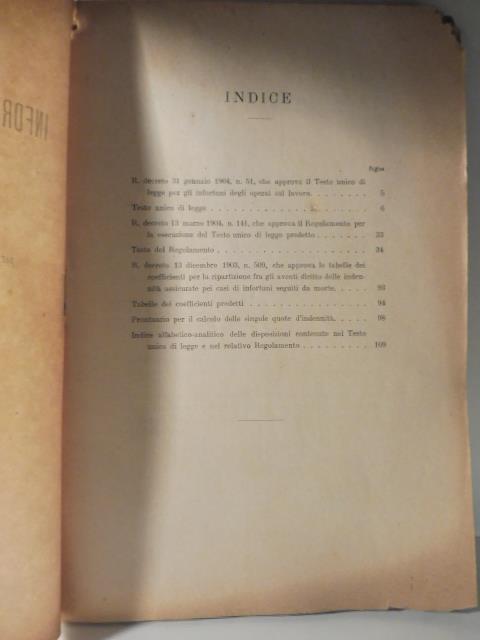 INDICE
Pagina
R. decreto 31 gennaio 1904, n. 51, che approva il Testo unico di
legge per gli infortuni degli operai sul lavoro. . . . . . . 5
Testo unico di legge . . . . . . . . . . . . . . . . . . 6
R. decreto 13 marzo 1904, n. 141, che approva il Regolamento per
la esecuzione del Testo unico di legge predetto . . . . . . 33
Testo del Regolamento . . . . . . . . . . . . . . . . . 34
R. decreto 13 dicembre 1903, n. 509, che approva le tabelle dei
coefficienti per la ripartizione fra gli aventi diritto delle inden-
nità assicurate pei casi di infortuni seguiti da morte. . . . 93
Tabelle dei coefficienti predetti . . . . . . . . . . . . . 94
Prontuario per il calcolo delle singole quote d'indennità. . . . 98
Indice alfabetico-analitico delle disposizioni contenute nel Testo
unico di legge e nel relativo Regolamento . . . . . . . . . 109
INFOR